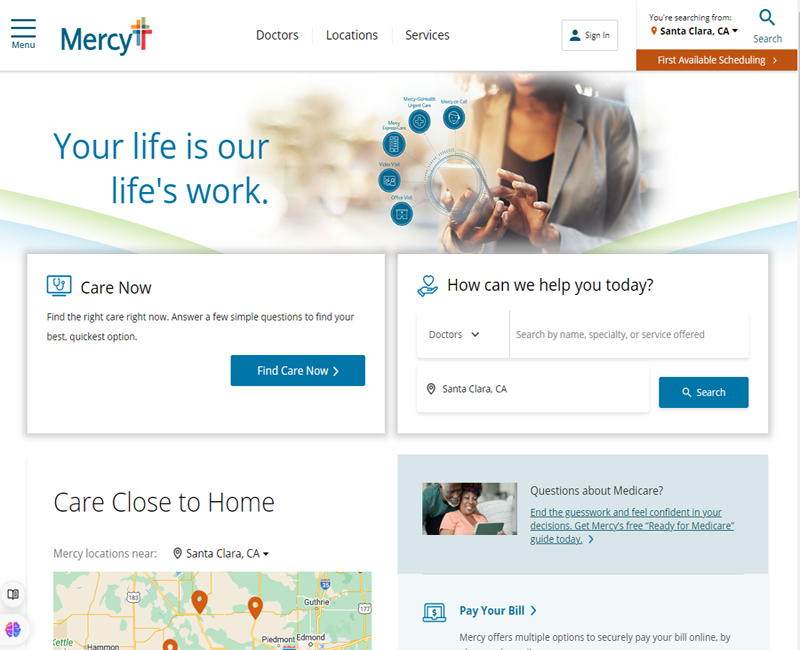 Menu
Mercy
Doctors
Locations
Services
Sign In
You're searching from:
Santa Clara, CA
Search
First Available Scheduling
Your life is our
life's work.
Mercy-GoHealth
Urgent Care
Mercy on Call
Mercy
Express Care
Video Visit
Office Visit
Care Now
Find the right care right now. Answer a few simple questions to find your
best, quickest option.
Find Care Now
How can we help you today?
Doctors
Search by name, specialty, or service offered
Santa Clara, CA
Search
Care Close to Home
Mercy locations near:
Santa Clara, CA
183
35
Guthrie
177
Kettle
Hammon
Piedmont
Edmond
Questions about Medicare?
End the guesswork and feel confident in your
decisions. Get Mercy's free “Ready for Medicare”
guide today.
Pay Your Bill
Mercy offers multiple options to securely pay your bill online, by